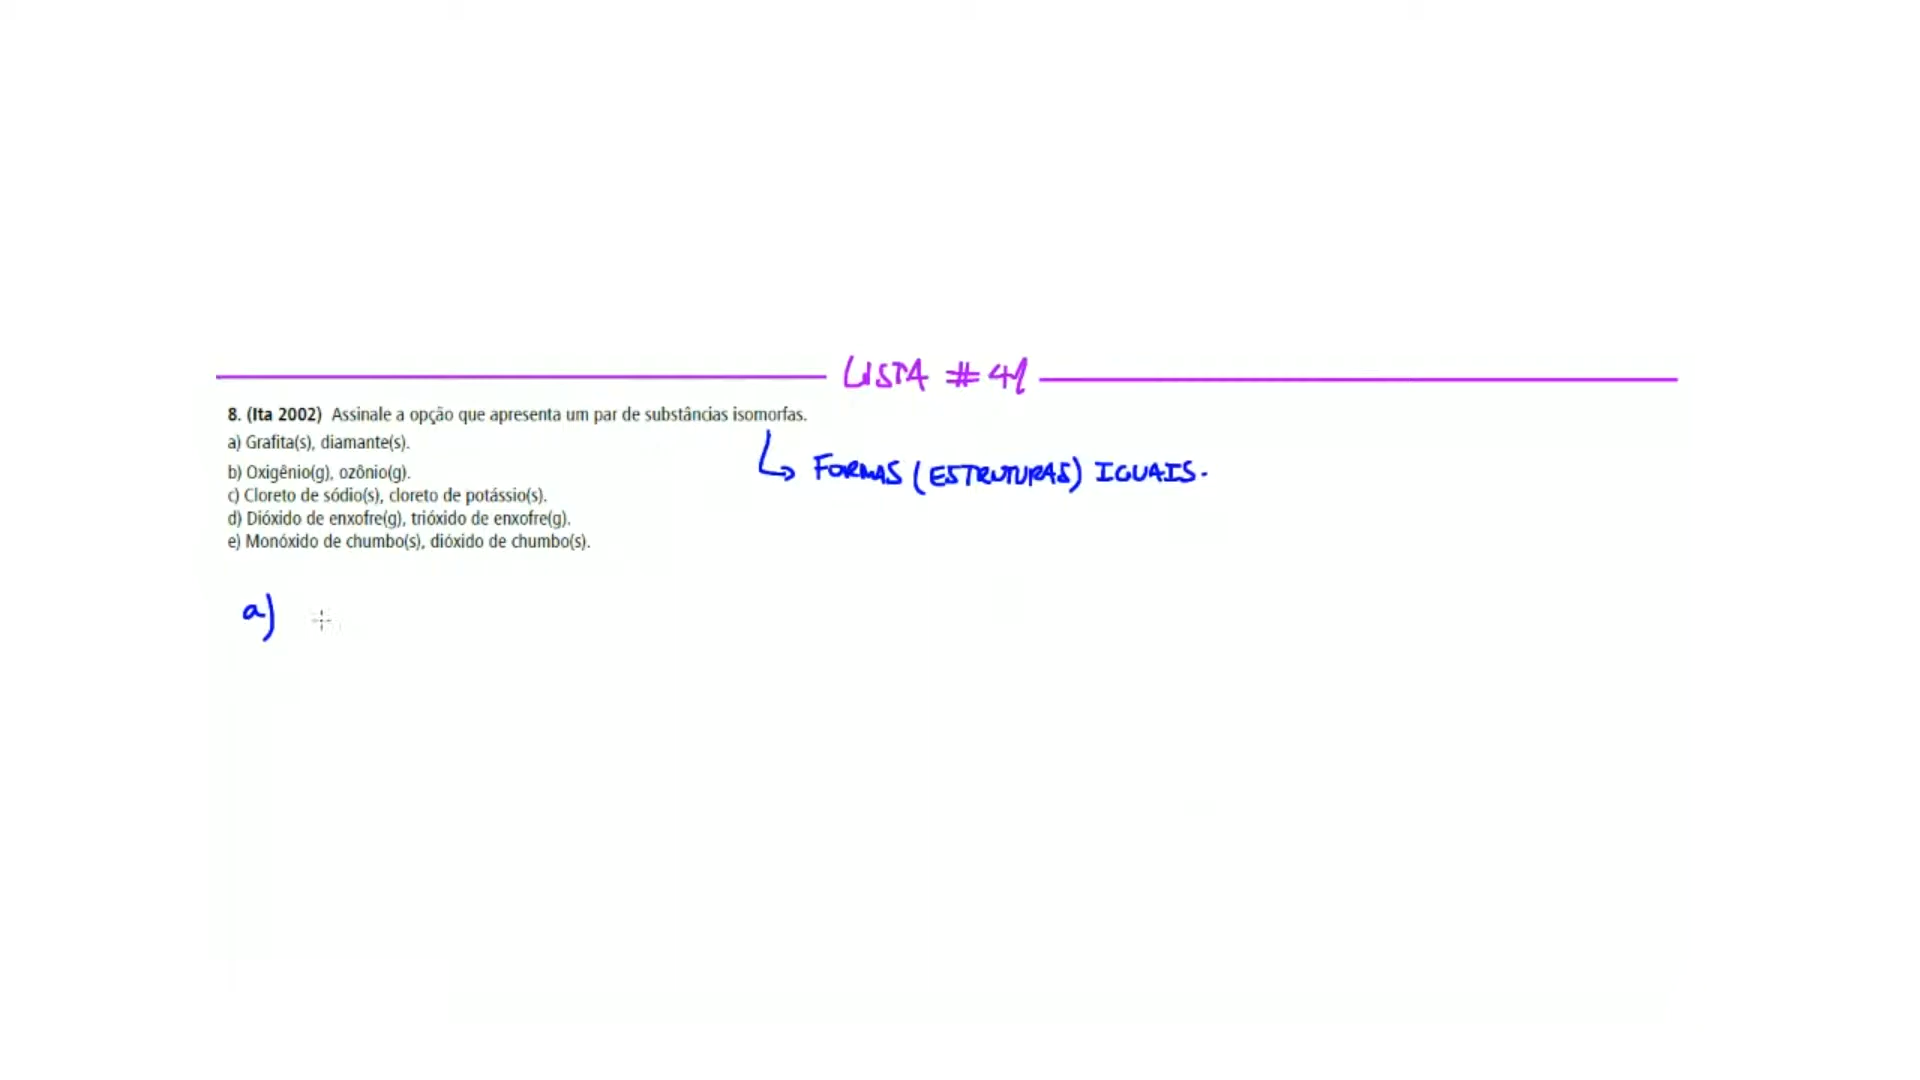 LISTA # 41
8. (Ita 2002) Assinale a opção que apresenta um par de substâncias isomorfas.
a) Grafita(s), diamante(s).
b) Oxigênio(g), ozônio(g).
FORMAS (ESTRUTURAS) IGUAIS.
c) Cloreto de sódio(s), cloreto de potássio(s).
d) Dióxido de enxofre(g), trióxido de enxofre(g).
e) Monóxido de chumbo(s), dióxido de chumbo(s).
a)